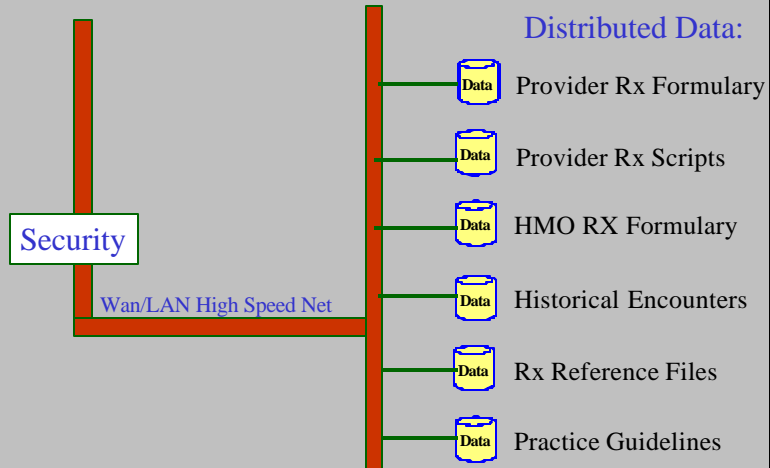 Distributed Data:
Data Provider Rx Formulary
Data Provider Rx Scripts
Data HMO RX Formulary
Security
Data Historical Encounters
Wan/LAN High Speed Net
Data Rx Reference Files
Data Practice Guidelines